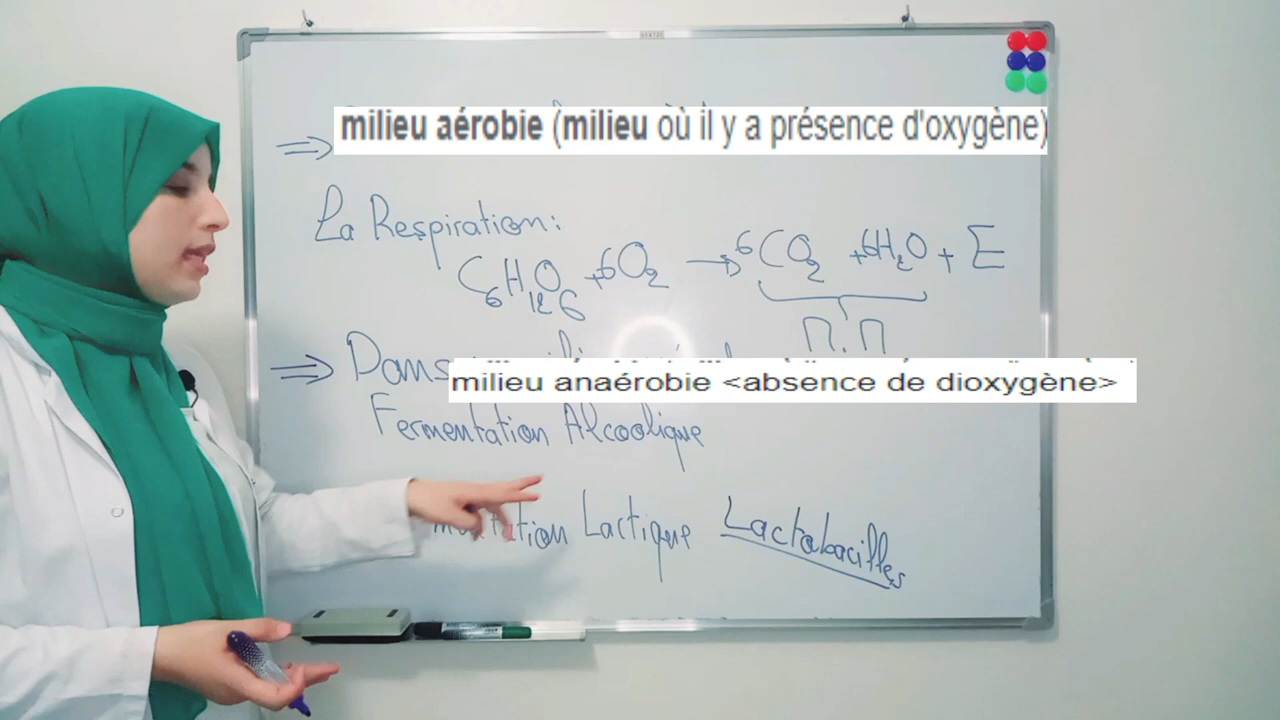 ⇒ milieu aérobie (milieu où il y a présence d'oxygène)
La Respiration:
C6H12O6 + 6O2 → 6CO2 + 6H2O + E
⇒ Dans milieu anaérobie <absence de dioxygène>
Fermentation Alcoolique
Lactique Lactobacilles